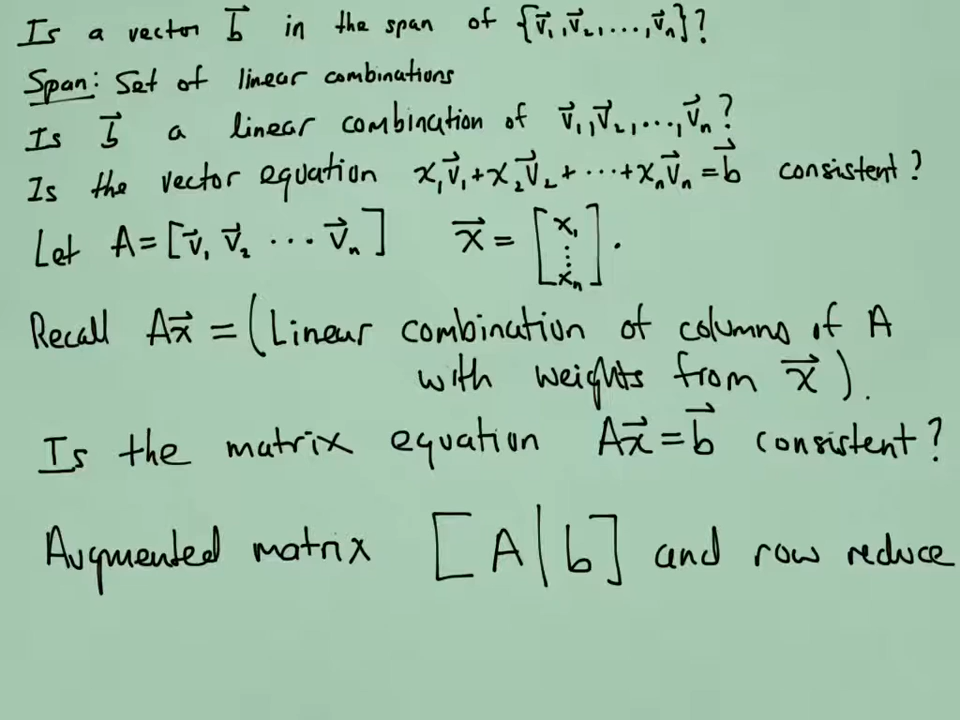 Is a vector b⃗ in the span of {v⃗₁,v⃗₂,...,v⃗ₙ}?
Span: Set of linear combinations
Is b⃗ a linear combination of v⃗₁,v⃗₂,...,v⃗ₙ?
Is the vector equation x₁v⃗₁+x₂v⃗₂+⋯+xₙv⃗ₙ=b⃗ consistent?
Let A=[v⃗₁ v⃗₂ ⋯ v⃗ₙ] x⃗=[x₁ ⋮ xₙ].
Recall Ax⃗=(Linear combination of columns of A
with weights from x⃗).
Is the matrix equation Ax⃗=b⃗ consistent?
Augmented matrix [A|b] and row reduce